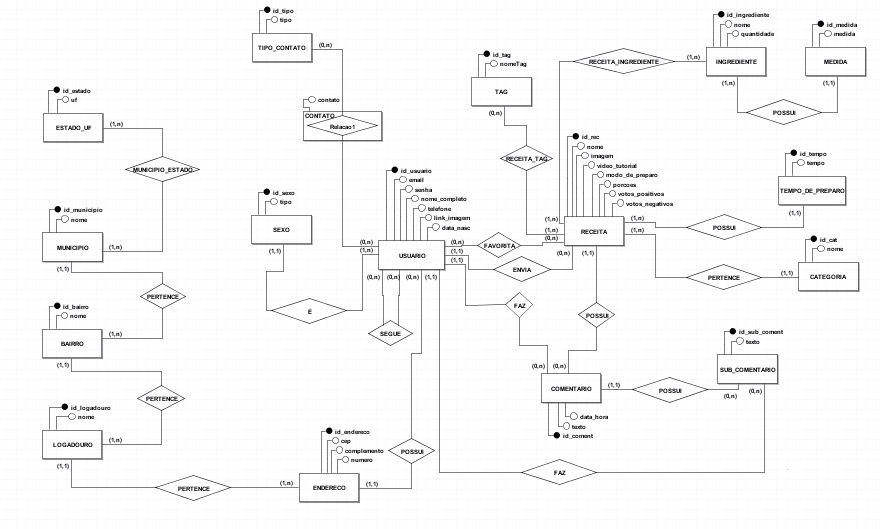 id_tipo
tipo
TIPO_CONTATO
(0,n)
contato
CONTATO
Relacao1
id_estado
uf
ESTADO_UF
(1,n)
MUNICIPIO_ESTADO
id_municipio
nome
MUNICIPIO
(1,n)
(1,1)
PERTENCE
id_bairro
nome
BAIRRO
(1,n)
(1,1)
PERTENCE
id_logadouro
nome
LOGADOURO
(1,n)
(1,1)
PERTENCE
(1,n)
id_endereco
cep
complemento
numero
ENDERECO
(1,1)
POSSUI
id_sexo
tipo
SEXO
(1,1)
É
id_usuario
email
senha
nome_completo
telefone
link_imagem
data_nasc
USUARIO
(0,n)
(1,n)
(0,n)
(1,1)
(1,1)
(0,n)
(0,n)
(1,1)
(1,1)
SEGUE
FAVORITA
ENVIA
FAZ
id_tag
nomeTag
TAG
(0,n)
RECEITA_TAG
RECEITA_INGREDIENTE
(1,n)
id_ingrediente
nome
quantidade
INGREDIENTE
(1,n)
id_medida
medida
MEDIDA
(1,1)
POSSUI
id_rec
nome
imagem
video_tutorial
modo_de_preparo
porcoes
votos_positivos
votos_negativos
RECEITA
(1,n)
(1,n)
(0,n)
(0,n)
(1,1)
(1,n)
(1,1)
POSSUI
id_tempo
tempo
TEMPO_DE_PREPARO
(1,n)
POSSUI
id_cat
nome
CATEGORIA
(1,n)
PERTENCE
COMENTARIO
(0,n)
(0,n)
(1,1)
data_hora
texto
id_coment
POSSUI
id_sub_coment
texto
SUB_COMENTARIO
(0,n)
(0,n)
FAZ